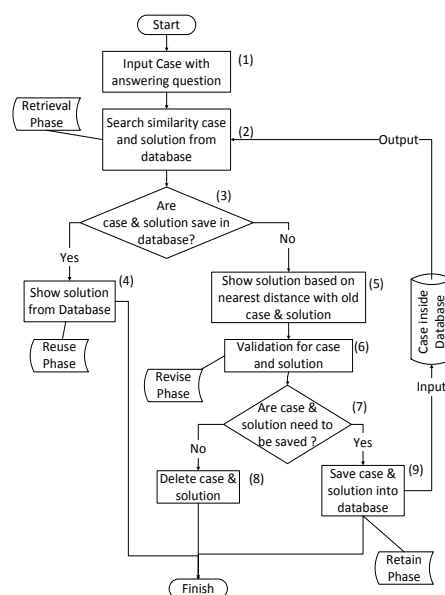 Start
(1)
Input Case with
answering question
Retrieval
Phase
(2)
Search similarity case
and solution from
database
Output
(3)
Are
case & solution save in
database?
Yes
No
(4)
Show solution
from Database
(5)
Show solution based on
nearest distance with old
case & solution
Case inside
Database
Reuse
Phase
(6)
Validation for case
and solution
Revise
Phase
Input
(7)
Are case &
solution need to
be saved ?
No
Yes
(8)
Delete case &
solution
(9)
Save case &
solution into
database
Retain
Phase
Finish